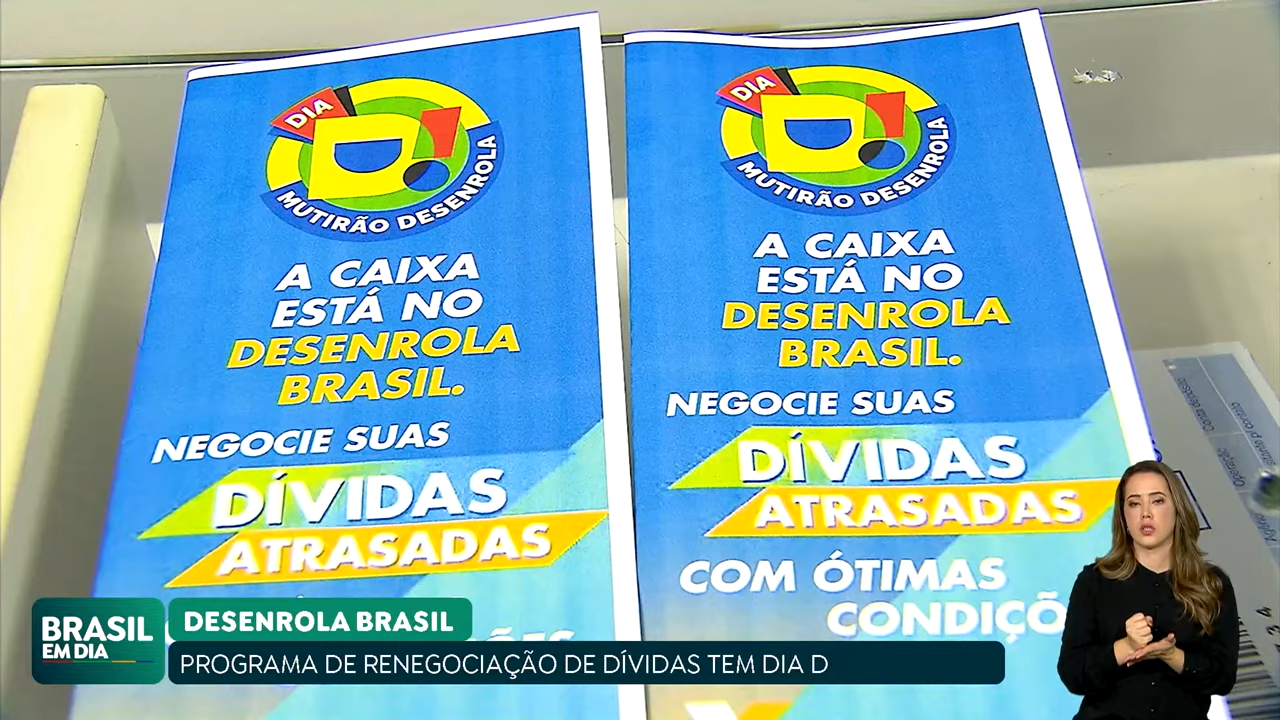 DIA
D!
MUTIRÃO DESENROLA
A CAIXA
ESTÁ NO
DESENROLA
BRASIL.
NEGOCIE SUAS
DÍVIDAS
ATRASADAS
DIA
D!
MUTIRÃO DESENROLA
A CAIXA
ESTÁ NO
DESENROLA
BRASIL.
NEGOCIE SUAS
DÍVIDAS
ATRASADAS
COM ÓTIMAS
CONDIÇÕ
BRASIL
EM DIA
DESENROLA BRASIL
PROGRAMA DE RENEGOCIAÇÃO DE DÍVIDAS TEM DIA D